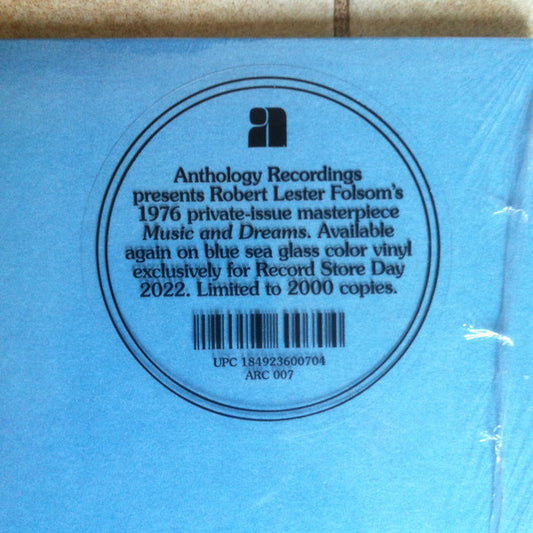 a
Anthology Recordings
presents Robert Lester Folsom's
1976 private-issue masterpiece
Music and Dreams. Available
again on blue sea glass color vinyl
exclusively for Record Store Day
2022. Limited to 2000 copies.
UPC 184923600704
ARC 007